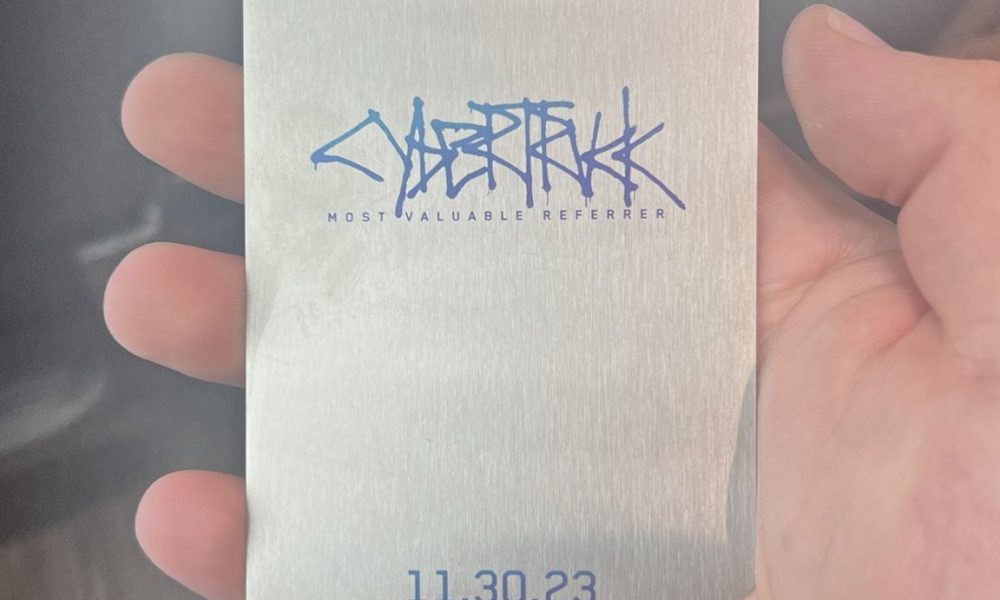 CYBERTRUCK
MOST VALUABLE REFERRER
11.30.23